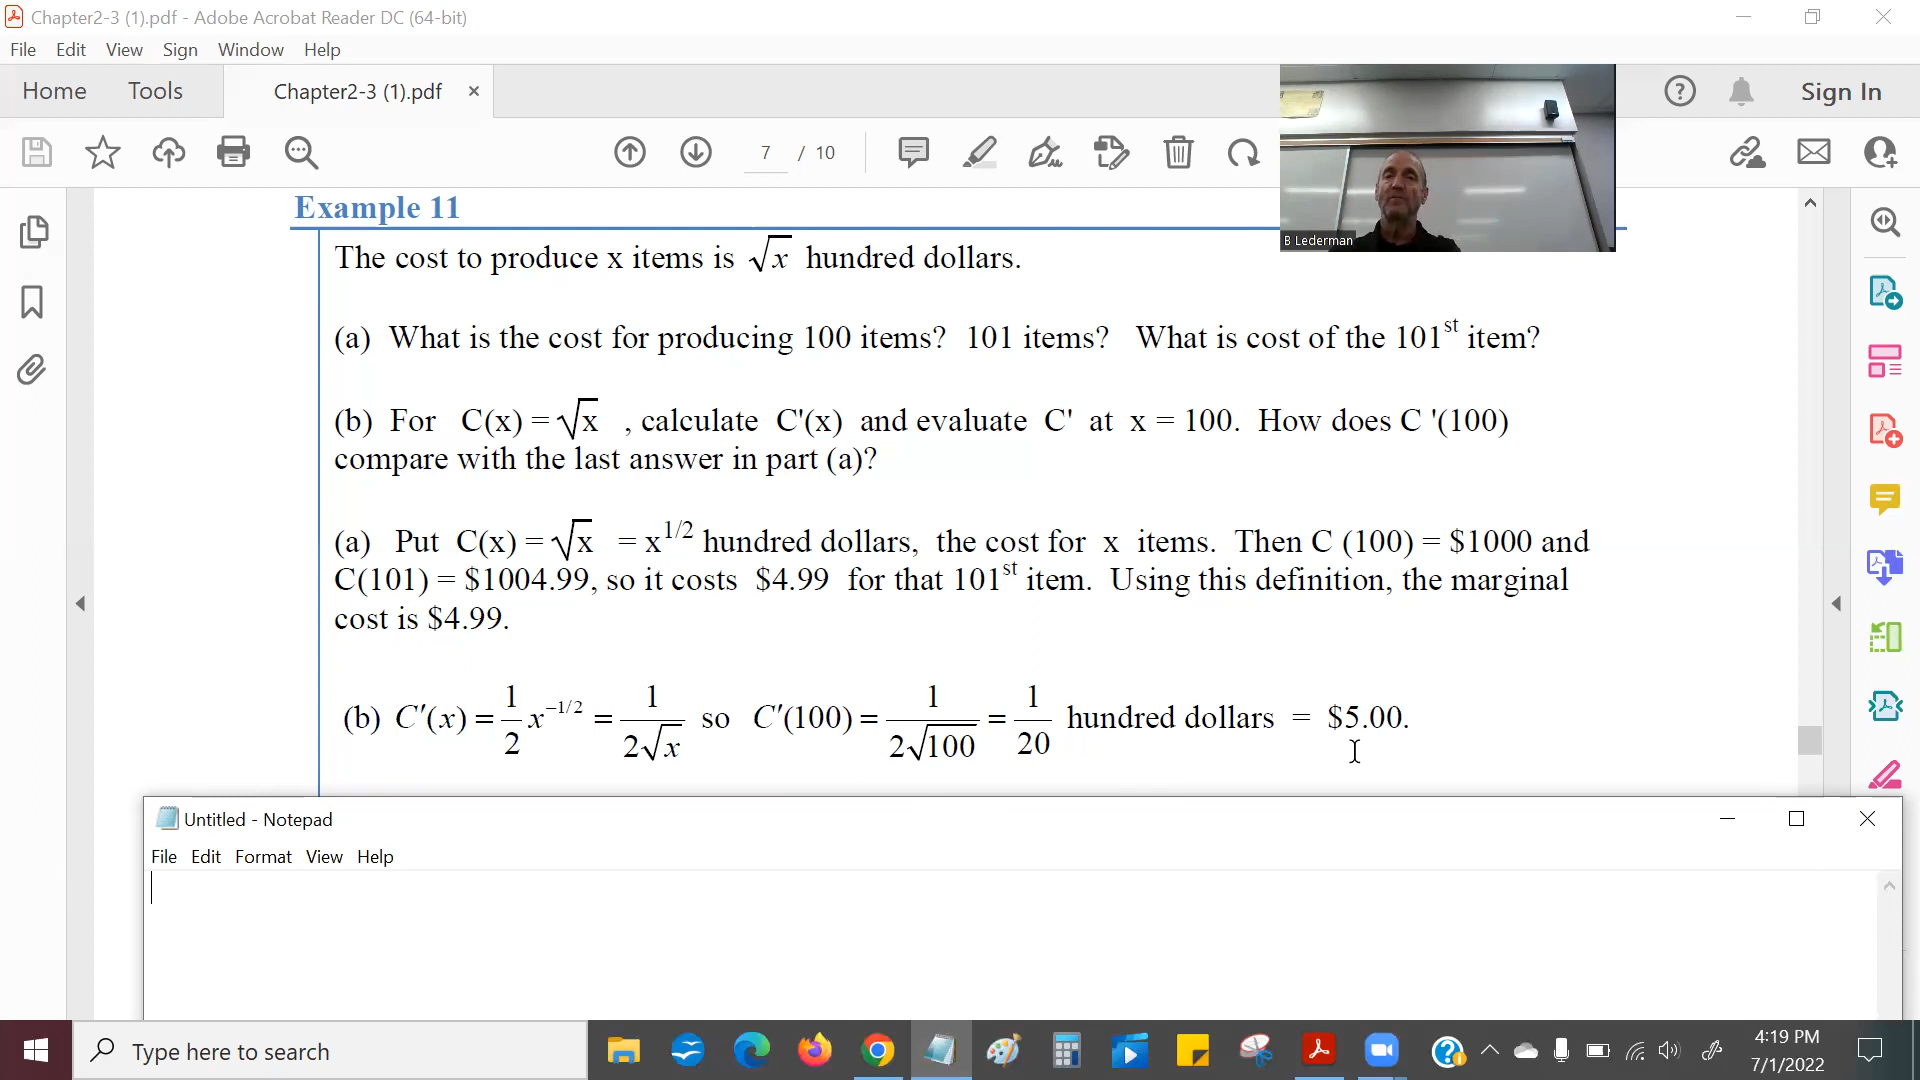 Chapter2-3 (1).pdf - Adobe Acrobat Reader DC (64-bit)
File Edit View Sign Window Help
Home Tools Chapter2-3 (1).pdf × Sign In
7 / 10
B Lederman
Example 11
The cost to produce x items is √x hundred dollars.
(a) What is the cost for producing 100 items? 101 items? What is cost of the 101st item?
(b) For C(x) = √x , calculate C'(x) and evaluate C' at x = 100. How does C '(100)
compare with the last answer in part (a)?
(a) Put C(x) = √x = x^1/2 hundred dollars, the cost for x items. Then C (100) = $1000 and
C(101) = $1004.99, so it costs $4.99 for that 101st item. Using this definition, the marginal
cost is $4.99.
(b) C′(x) = 1/2 x^−1/2 = 1/(2√x) so C′(100) = 1/(2√100) = 1/20 hundred dollars = $5.00.
Untitled - Notepad
File Edit Format View Help
Type here to search
4:19 PM
7/1/2022